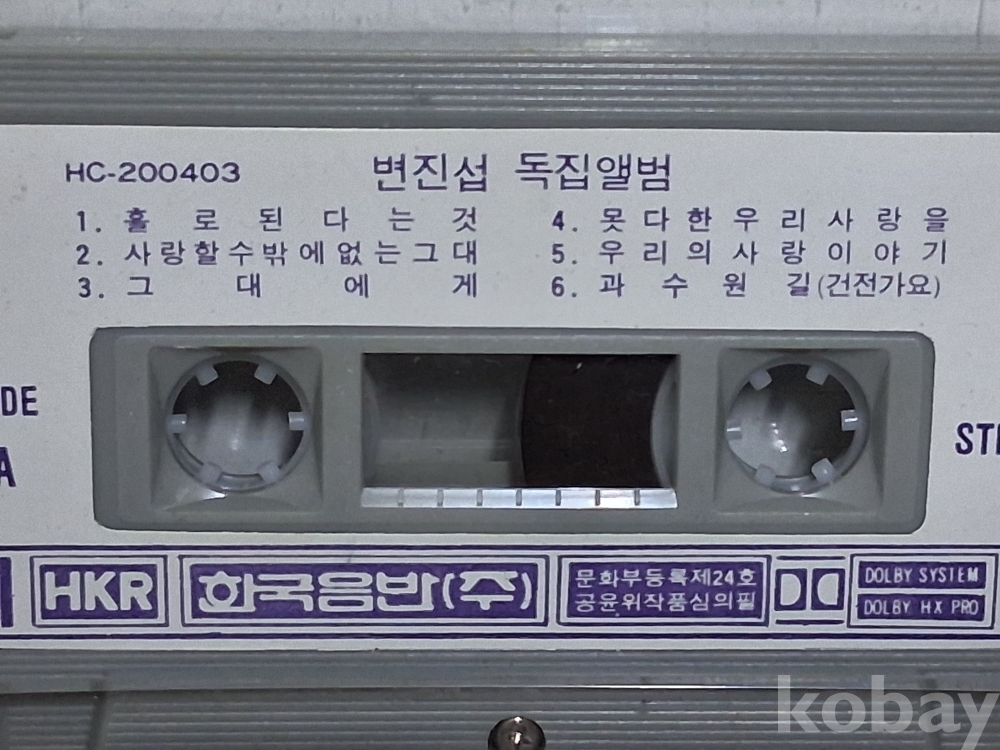 HC-200403 변진섭 독집앨범
1. 홀로된다는것
2. 사랑할수밖에없는그대
3. 그대에게
4. 못다한우리사랑을
5. 우리의사랑이야기
6. 과수원길(건전가요)
DE
A
STE
HKR 한국음반(주)
문화부등록제24호
공윤위작품심의필
DOLBY SYSTEM
DOLBY HX PRO
kobay